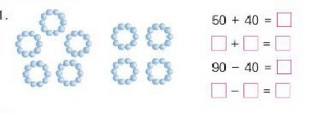 1.
50 + 40 = □
□ + □ = □
90 - 40 = □
□ - □ = □